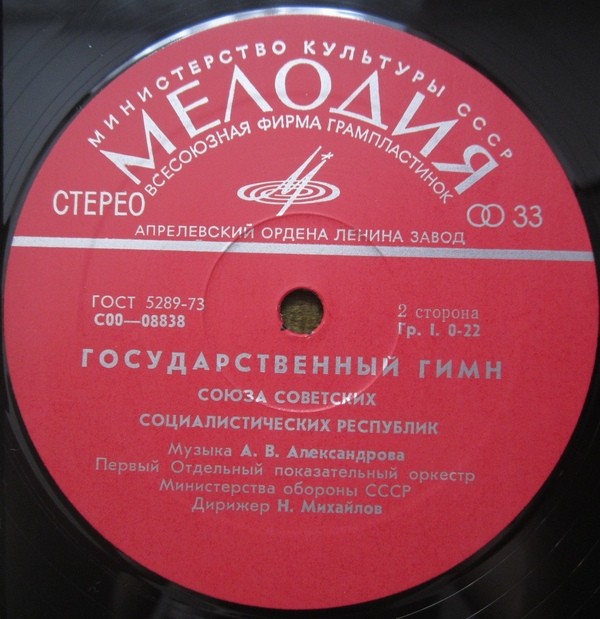 МИНИСТЕРСТВО КУЛЬТУРЫ СССР
МЕЛОДИЯ
ВСЕСОЮЗНАЯ ФИРМА ГРАМПЛАСТИНОК
СТЕРЕО
33
АПРЕЛЕВСКИЙ ОРДЕНА ЛЕНИНА ЗАВОД
ГОСТ 5289-73
С00—08838
2 сторона
Гр. I. 0-22
ГОСУДАРСТВЕННЫЙ ГИМН
СОЮЗА СОВЕТСКИХ
СОЦИАЛИСТИЧЕСКИХ РЕСПУБЛИК
Музыка А. В. Александрова
Первый Отдельный показательный оркестр
Министерства обороны СССР
Дирижер Н. Михайлов